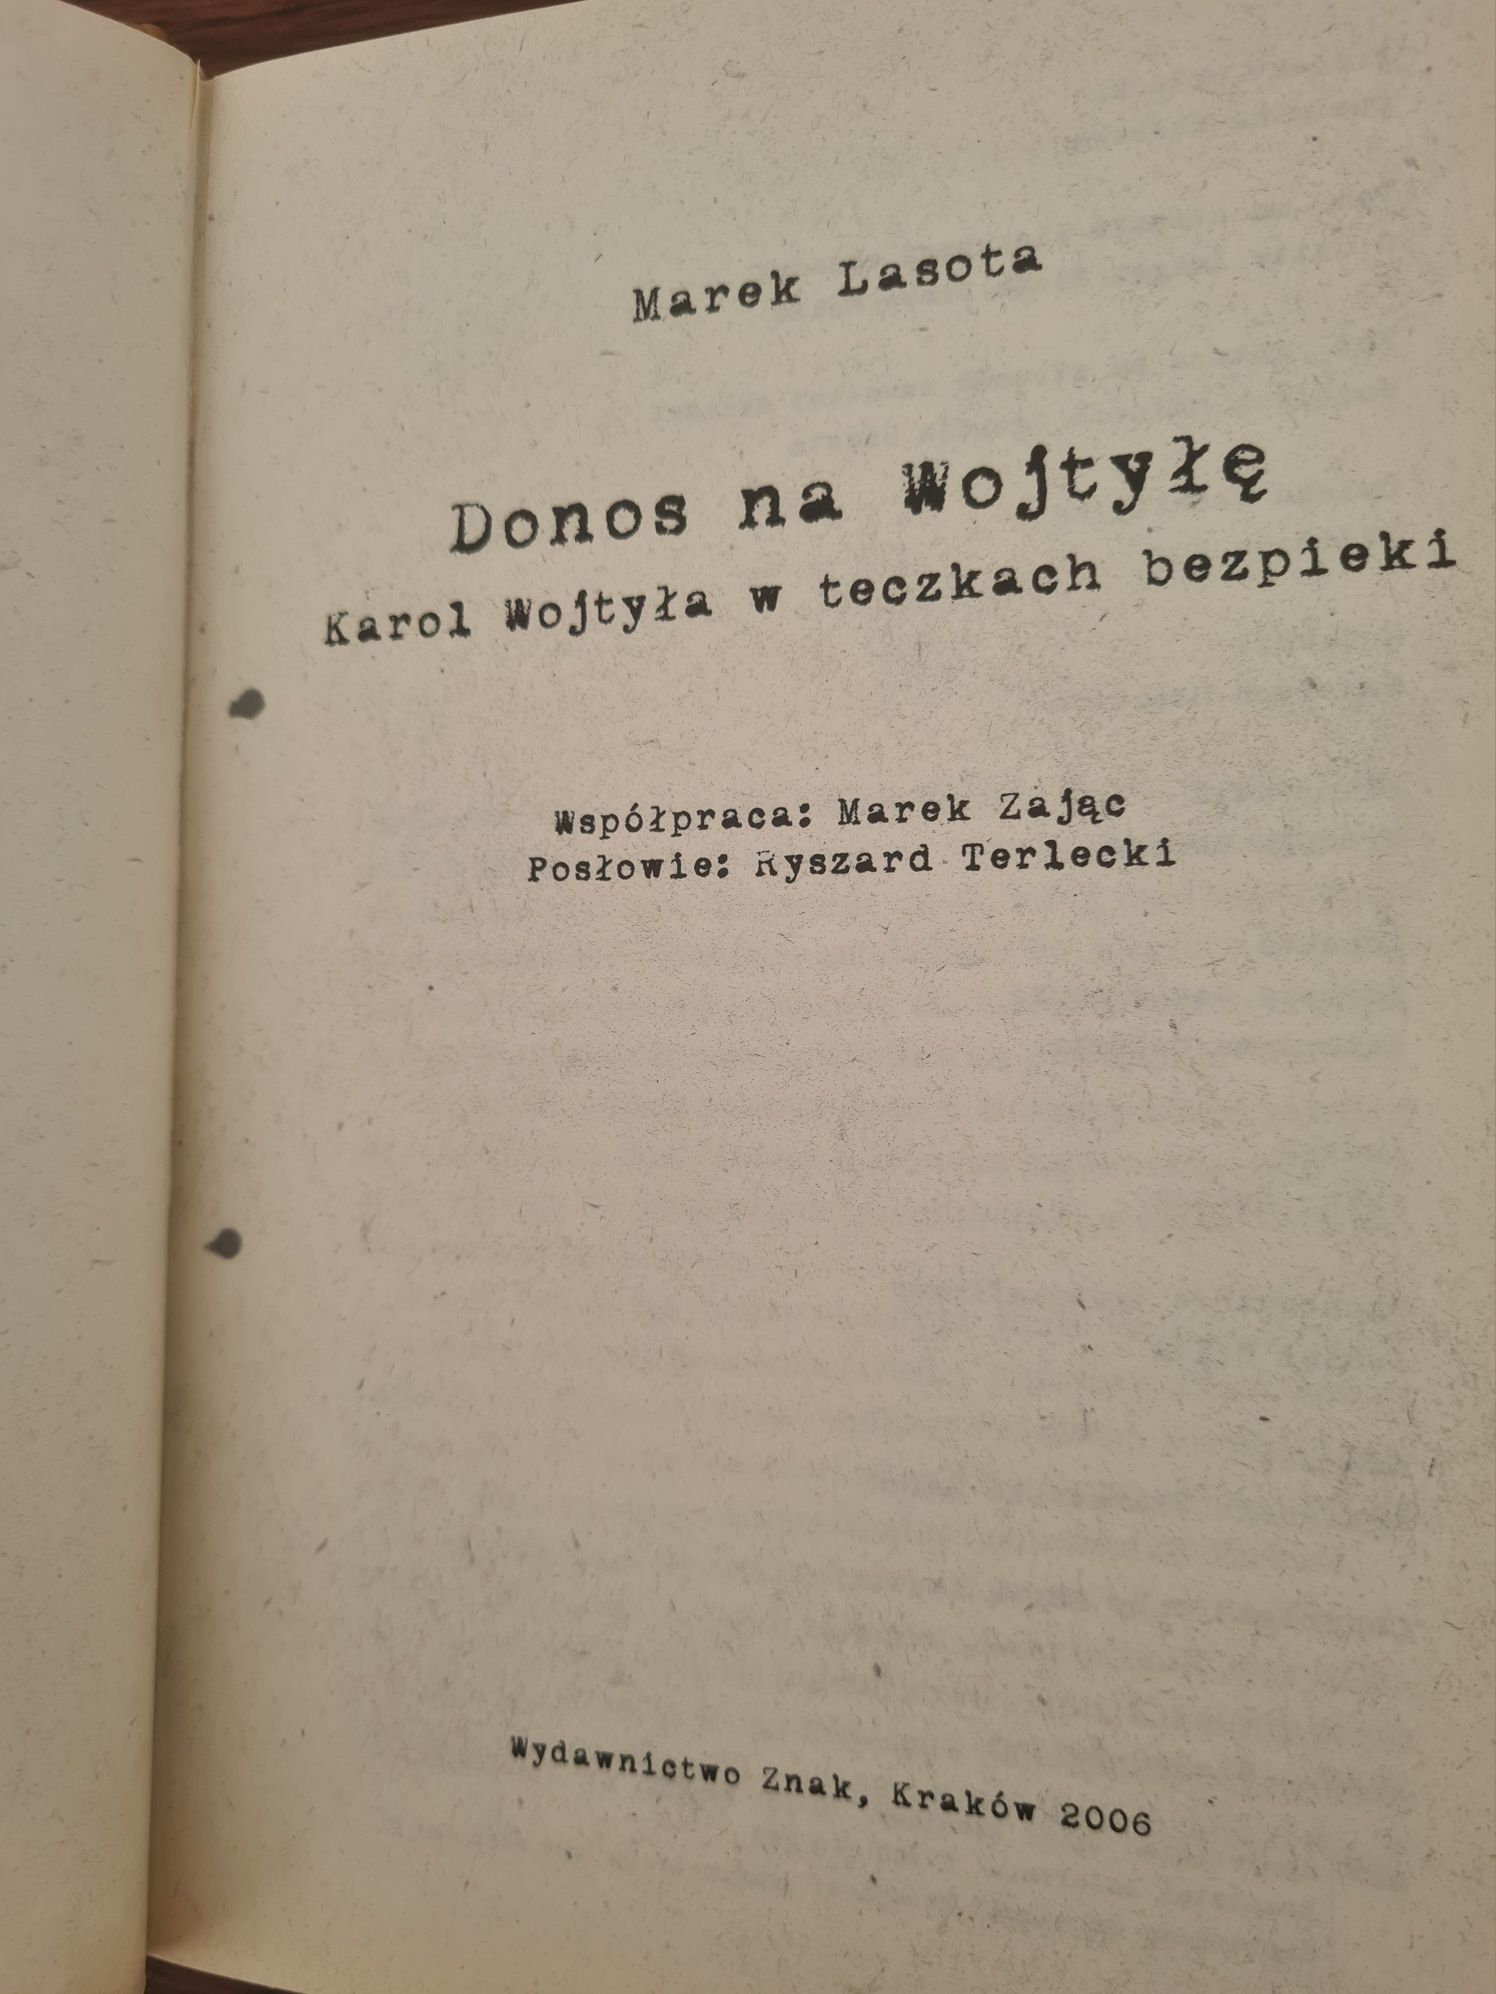 Marek Lasota
Donos na Wojtyłę
Karol Wojtyła w teczkach bezpieki
Współpraca: Marek Zając
Posłowie: Ryszard Terlecki
Wydawnictwo Znak, Kraków 2006